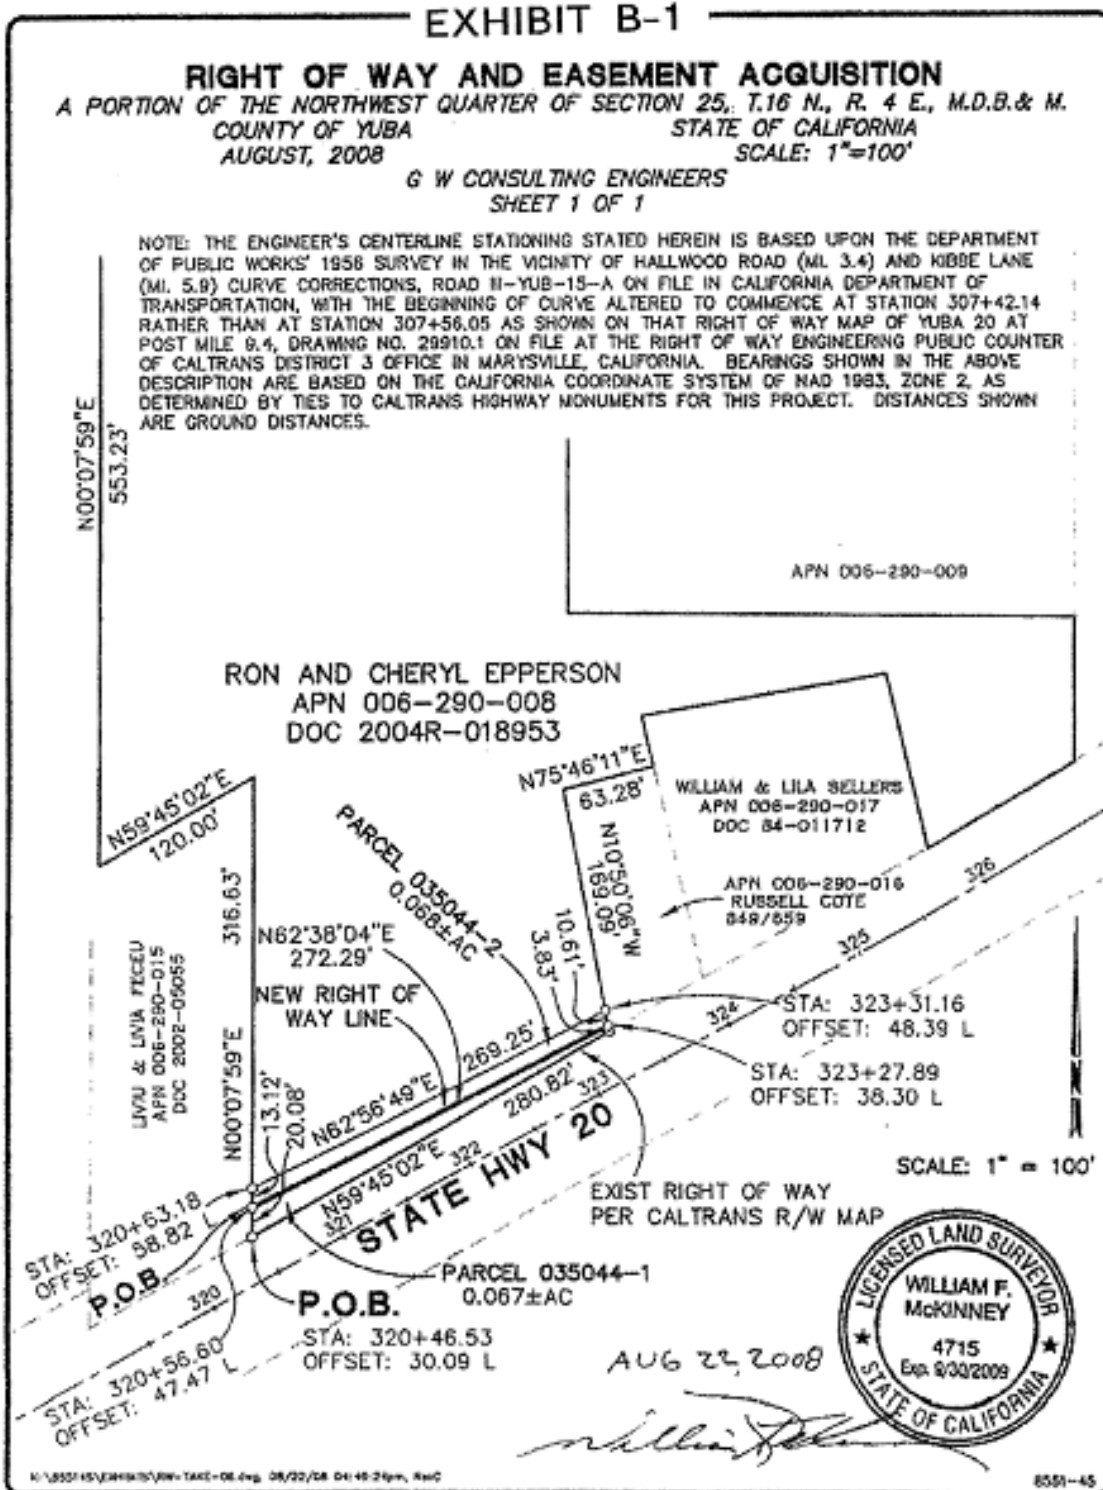 EXHIBIT B-1
RIGHT OF WAY AND EASEMENT ACQUISITION
A PORTION OF THE NORTHWEST QUARTER OF SECTION 25, T.16 N., R. 4 E., M.D.B.& M.
COUNTY OF YUBA
STATE OF CALIFORNIA
AUGUST, 2008
SCALE: 1"=100'
G W CONSULTING ENGINEERS
SHEET 1 OF 1
NOTE: THE ENGINEER'S CENTERLINE STATIONING STATED HEREIN IS BASED UPON THE DEPARTMENT
OF PUBLIC WORKS' 1956 SURVEY IN THE VICINITY OF HALLWOOD ROAD (MI. 3.4) AND KIBBE LANE
(MI. 5.9) CURVE CORRECTIONS, ROAD III-YUB-15-A ON FILE IN CALIFORNIA DEPARTMENT OF
TRANSPORTATION, WITH THE BEGINNING OF CURVE ALTERED TO COMMENCE AT STATION 307+42.14
RATHER THAN AT STATION 307+56.05 AS SHOWN ON THAT RIGHT OF WAY MAP OF YUBA 20 AT
POST MILE 9.4, DRAWING NO. 29910.1 ON FILE AT THE RIGHT OF WAY ENGINEERING PUBLIC COUNTER
OF CALTRANS DISTRICT 3 OFFICE IN MARYSVILLE, CALIFORNIA. BEARINGS SHOWN IN THE ABOVE
DESCRIPTION ARE BASED ON THE CALIFORNIA COORDINATE SYSTEM OF NAD 1983, ZONE 2, AS
DETERMINED BY TIES TO CALTRANS HIGHWAY MONUMENTS FOR THIS PROJECT. DISTANCES SHOWN
ARE GROUND DISTANCES.
N00°07'59"E
553.23'
APN 006-290-009
RON AND CHERYL EPPERSON
APN 006-290-008
DOC 2004R-018953
N59°45'02"E
120.00'
N75°46'11"E
63.28'
WILLIAM & LILA SELLERS
APN 006-290-017
DOC 84-011712
N10°50'06"W
169.09'
APN 006-290-016
RUSSELL COTE
849/859
PARCEL 035044-2
0.068±AC
316.63'
N00°07'59"E
N62°38'04"E
272.29'
NEW RIGHT OF
WAY LINE
10.61'
3.83'
LIVIU & LIVIA
APN 006-290-015
DOC 2002-05055
13.12'
20.08'
N62°56'49"E
269.25'
N59°45'02"E
280.82'
STATE HWY 20
320
321
322
323
324
325
326
STA: 323+31.16
OFFSET: 48.39 L
STA: 323+27.89
OFFSET: 38.30 L
SCALE: 1" = 100'
N
EXIST RIGHT OF WAY
PER CALTRANS R/W MAP
STA: 320+63.18
OFFSET: 58.82 L
P.O.B.
STA: 320+56.60
OFFSET: 47.47 L
PARCEL 035044-1
0.067±AC
P.O.B.
STA: 320+46.53
OFFSET: 30.09 L
AUG 22, 2008
LICENSED LAND SURVEYOR
WILLIAM F.
McKINNEY
4715
Exp. 9/30/2009
STATE OF CALIFORNIA
8551-45